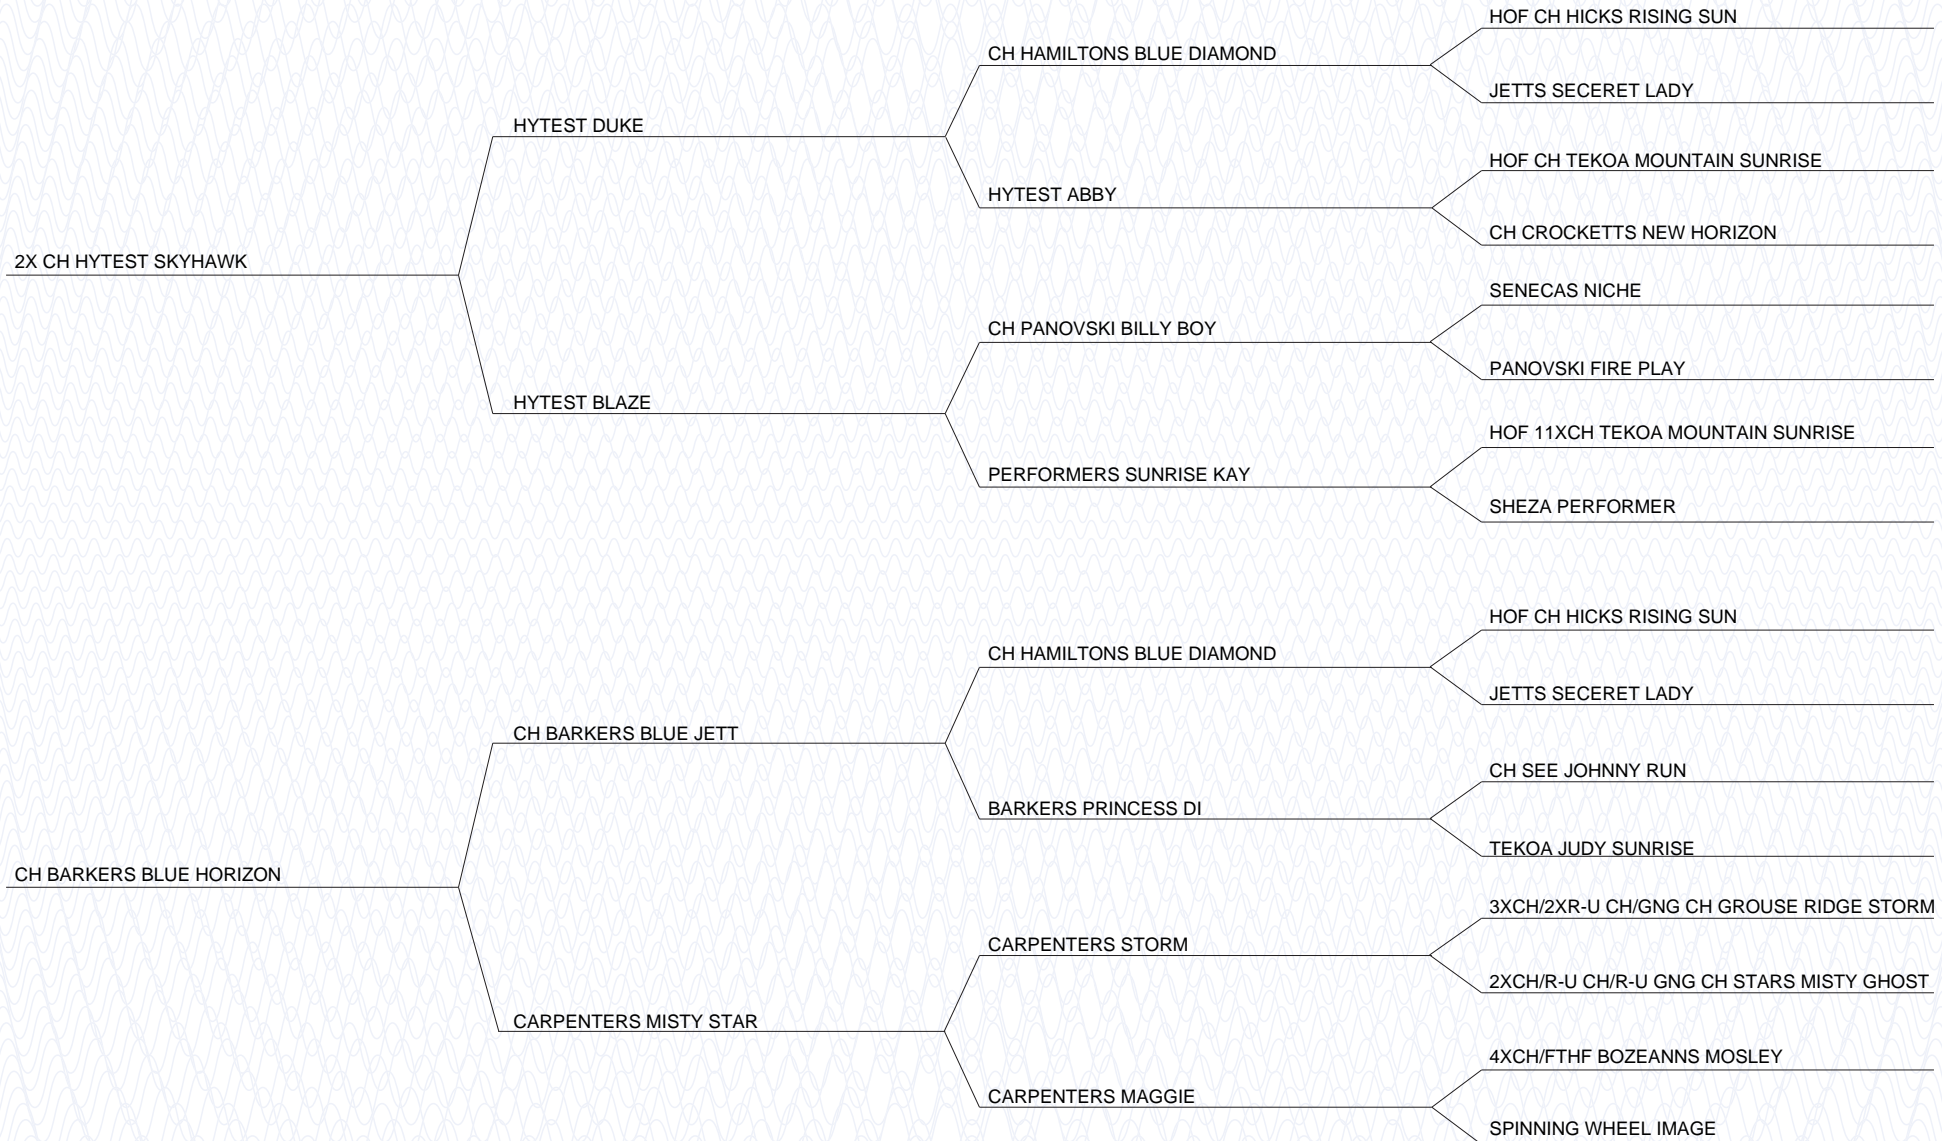 HOF CH HICKS RISING SUN
CH HAMILTONS BLUE DIAMOND
JETTS SECERET LADY
HYTEST DUKE
HOF CH TEKOA MOUNTAIN SUNRISE
HYTEST ABBY
CH CROCKETTS NEW HORIZON
2X CH HYTEST SKYHAWK
SENECAS NICHE
CH PANOVSKI BILLY BOY
PANOVSKI FIRE PLAY
HYTEST BLAZE
HOF 11XCH TEKOA MOUNTAIN SUNRISE
PERFORMERS SUNRISE KAY
SHEZA PERFORMER
HOF CH HICKS RISING SUN
CH HAMILTONS BLUE DIAMOND
JETTS SECERET LADY
CH BARKERS BLUE JETT
CH SEE JOHNNY RUN
BARKERS PRINCESS DI
TEKOA JUDY SUNRISE
CH BARKERS BLUE HORIZON
3XCH/2XR-U CH/GNG CH GROUSE RIDGE STORM
CARPENTERS STORM
2XCH/R-U CH/R-U GNG CH STARS MISTY GHOST
CARPENTERS MISTY STAR
4XCH/FTHF BOZEANNS MOSLEY
CARPENTERS MAGGIE
SPINNING WHEEL IMAGE